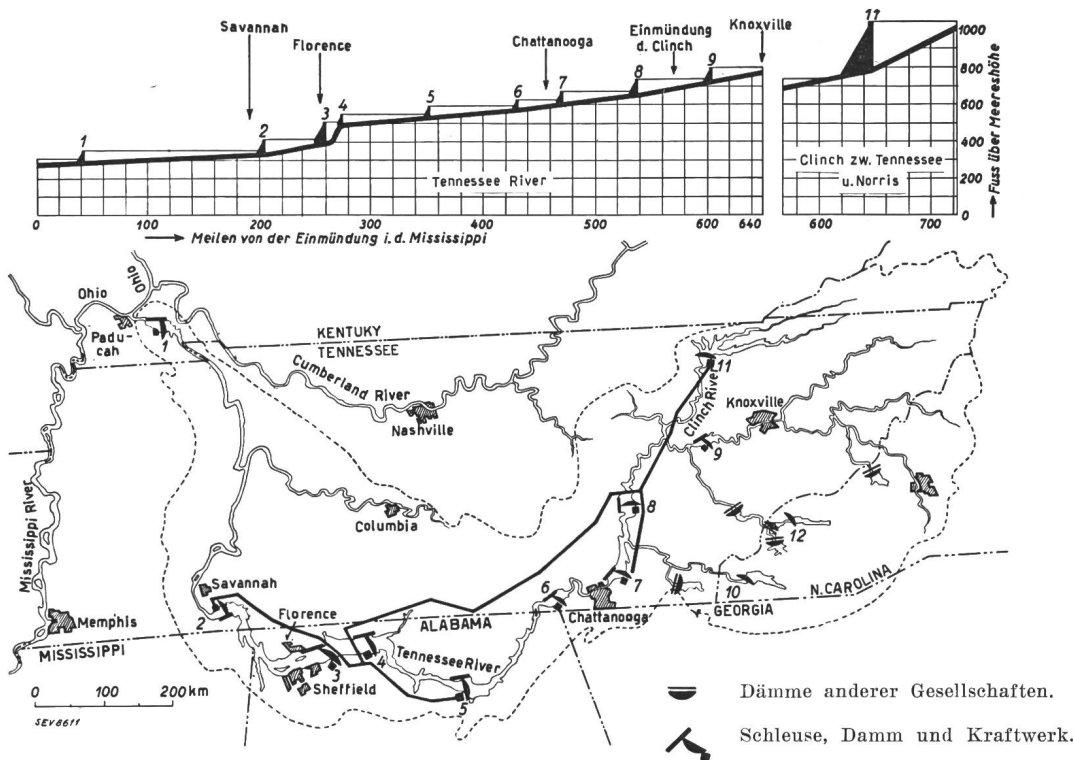 Savannah
Florence
Chattanooga
Einmündung
d. Clinch
Knoxville
1
2
3
4
5
6
7
8
9
11
1000
800
600
400
200
0
Fuss über Meereshöhe
Tennessee River
Clinch zw. Tennessee
u. Norris
0
100
200
300
400
500
600
640
600
700
Meilen von der Einmündung i.d. Mississippi
Ohio
Ohio
Padu-
cah
1
KENTUKY
TENNESSEE
Cumberland River
Nashville
11
Clinch River
Knoxville
9
Mississippi River
Columbia
8
12
Savannah
2
Florence
7
6
10
N.CAROLINA
GEORGIA
Chattanooga
ALABAMA
Memphis
MISSISSIPPI
3
4
Tennessee River
Sheffield
5
0
100
200 km
SEV8611
Dämme anderer Gesellschaften.
Schleuse, Damm und Kraftwerk.